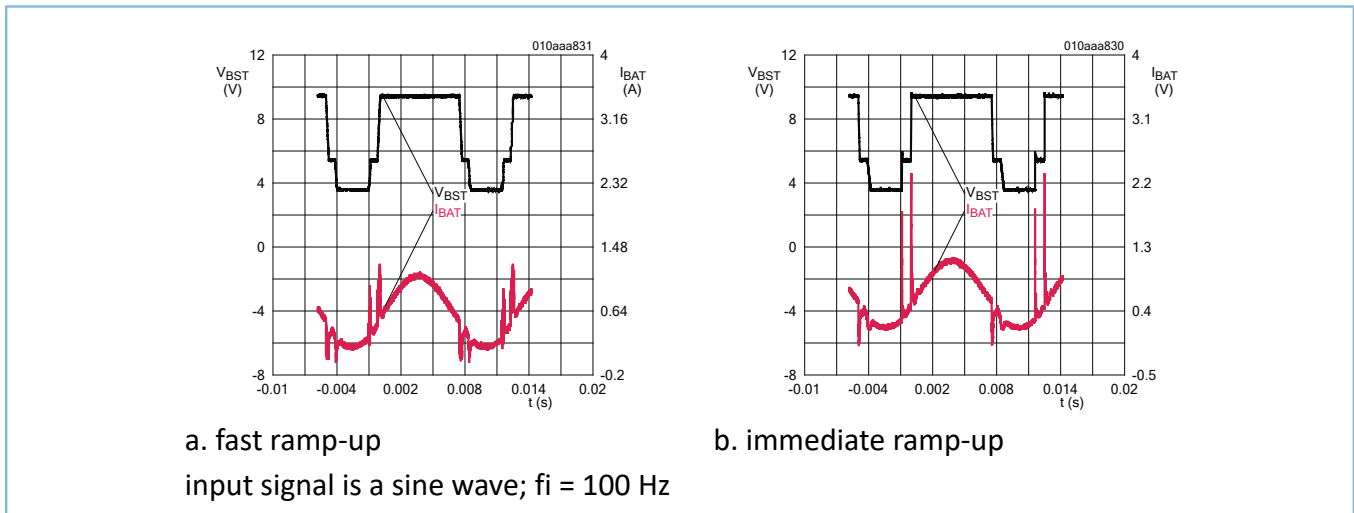 010aaa831
12
8
4
0
-4
-8
V_BST
(V)
4
3.16
2.32
1.48
0.64
-0.2
I_BAT
(A)
V_BST
I_BAT
-0.01
-0.004
0.002
0.008
0.014
0.02
t (s)
a. fast ramp-up
010aaa830
12
8
4
0
-4
-8
V_BST
(V)
4
3.1
2.2
1.3
0.4
-0.5
I_BAT
(V)
V_BST
I_BAT
-0.01
-0.004
0.002
0.008
0.014
0.02
t (s)
b. immediate ramp-up
input signal is a sine wave; fi = 100 Hz